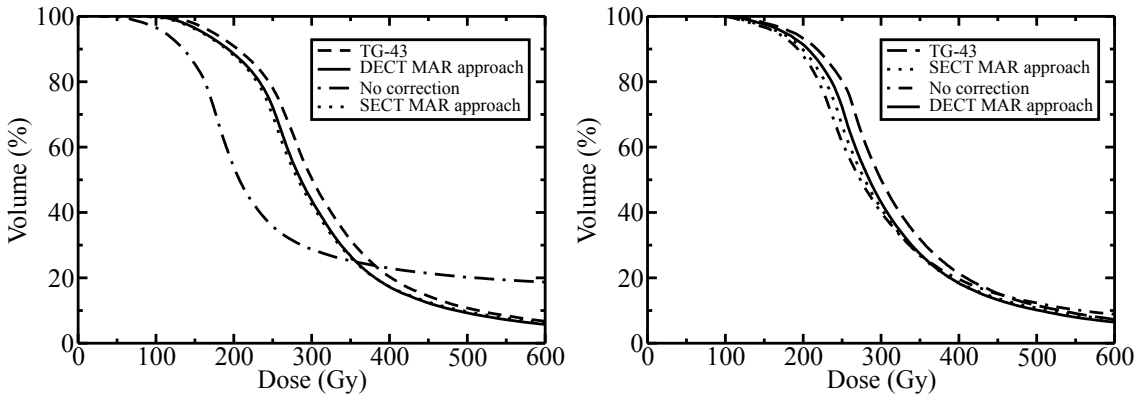 100
80
60
40
20
0
Volume (%)
TG-43
DECT MAR approach
No correction
SECT MAR approach
0 100 200 300 400 500 600
Dose (Gy)
100
80
60
40
20
0
Volume (%)
TG-43
SECT MAR approach
No correction
DECT MAR approach
0 100 200 300 400 500 600
Dose (Gy)